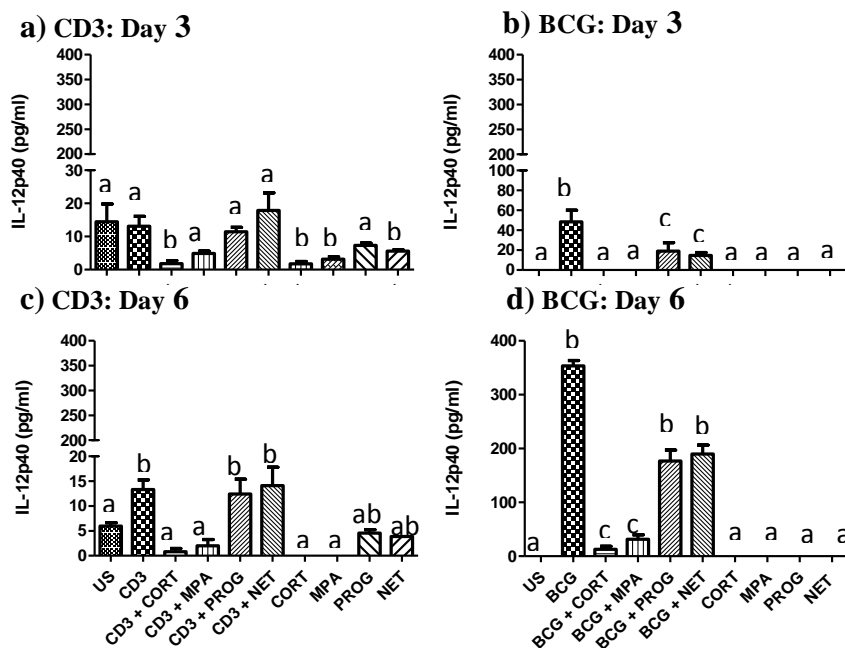 a) CD3: Day 3
IL-12p40 (pg/ml)
400
350
300
250
200
30
20
10
0
a a b a a a b b a b
b) BCG: Day 3
IL-12p40 (pg/ml)
400
350
300
250
200
100
80
60
40
20
0
a b a a c c a a a a
c) CD3: Day 6
IL-12p40 (pg/ml)
400
350
300
250
200
20
15
10
5
0
a b a a b b a a ab ab
US
CD3
CD3 + CORT
CD3 + MPA
CD3 + PROG
CD3 + NET
CORT
MPA
PROG
NET
d) BCG: Day 6
IL-12p40 (pg/ml)
400
300
200
100
0
a b c c b b a a a a
US
BCG
BCG + CORT
BCG + MPA
BCG + PROG
BCG + NET
CORT
MPA
PROG
NET